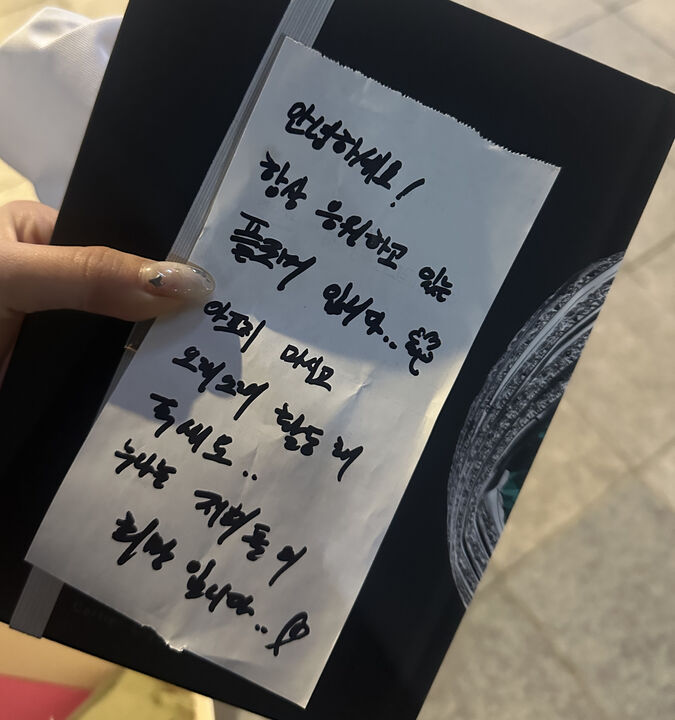 안녕하세요!
항상 응원하고 있는
플로버 입니다..
아프지 마시고
오래오래 활동해
주세요..
누나는 저희들의
희망 입니다..